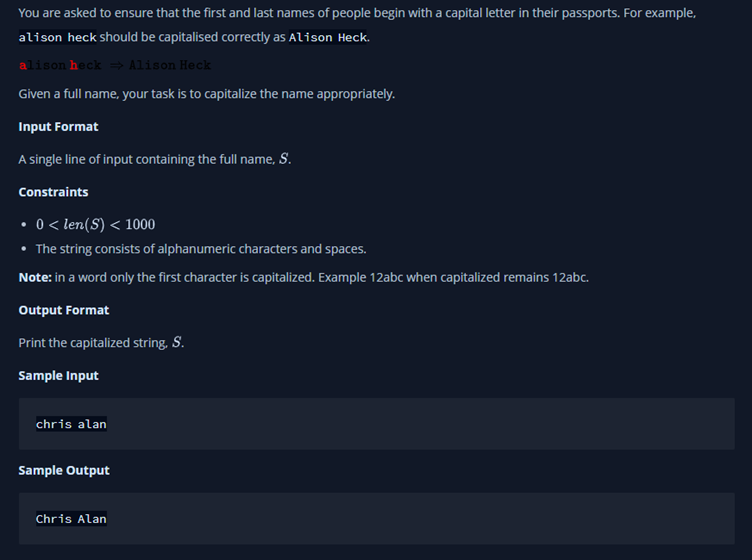 You are asked to ensure that the first and last names of people begin with a capital letter in their passports. For example,
alison heck should be capitalised correctly as Alison Heck.
alison heck ⇒ Alison Heck
Given a full name, your task is to capitalize the name appropriately.
Input Format
A single line of input containing the full name, S.
Constraints
• 0 < len(S) < 1000
• The string consists of alphanumeric characters and spaces.
Note: in a word only the first character is capitalized. Example 12abc when capitalized remains 12abc.
Output Format
Print the capitalized string, S.
Sample Input
chris alan
Sample Output
Chris Alan